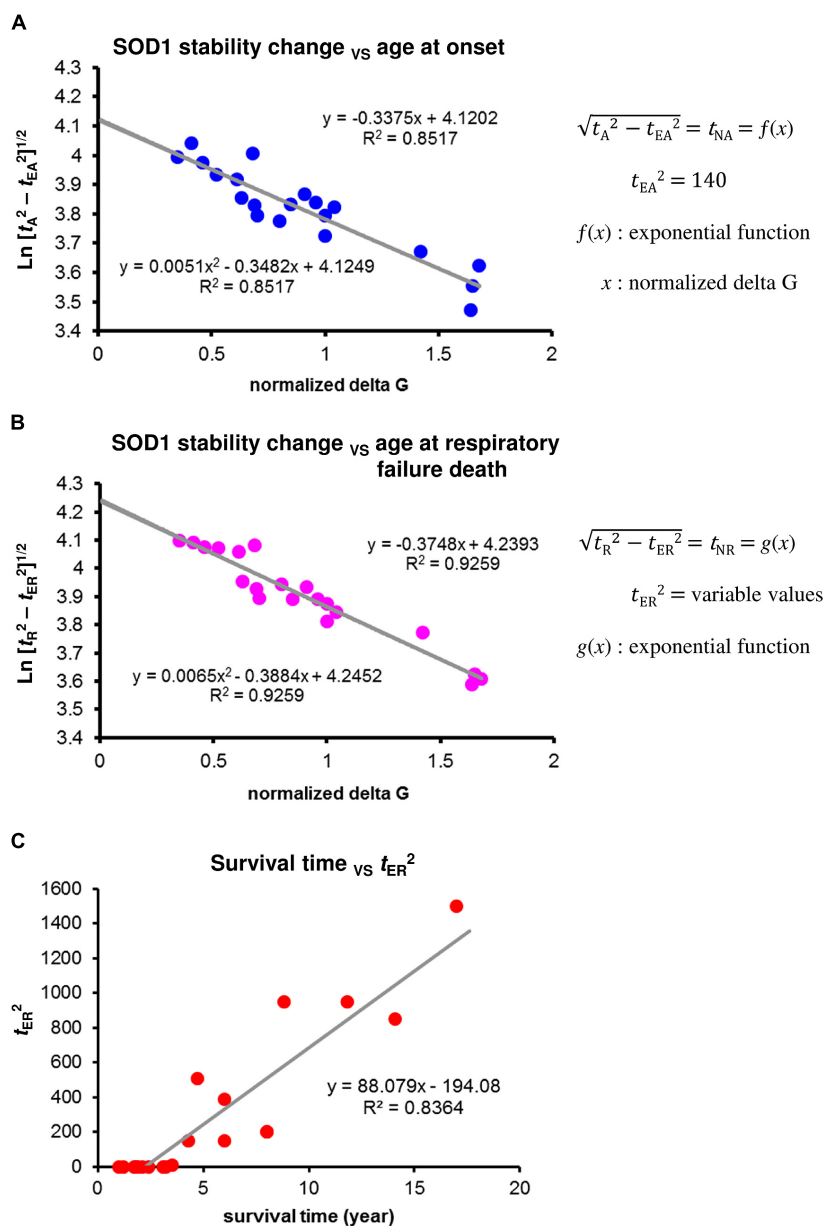 A
SOD1 stability change VS age at onset
4.3
4.2
4.1
4
3.9
3.8
3.7
3.6
3.5
3.4
Ln [tA² – tEA²]1/2
y = -0.3375x + 4.1202
R² = 0.8517
y = 0.0051x² - 0.3482x + 4.1249
R² = 0.8517
0 0.5 1 1.5 2
normalized delta G
√(tA² − tEA²) = tNA = f(x)
tEA² = 140
f(x) : exponential function
x : normalized delta G
B
SOD1 stability change VS age at respiratory
failure death
4.3
4.2
4.1
4
3.9
3.8
3.7
3.6
3.5
3.4
Ln [tR² – tER²]1/2
y = -0.3748x + 4.2393
R² = 0.9259
y = 0.0065x² - 0.3884x + 4.2452
R² = 0.9259
0 0.5 1 1.5 2
normalized delta G
√(tR² − tER²) = tNR = g(x)
tER² = variable values
g(x) : exponential function
C
Survival time VS tER²
1600
1400
1200
1000
800
600
400
200
0
tER²
y = 88.079x - 194.08
R² = 0.8364
0 5 10 15 20
survival time (year)